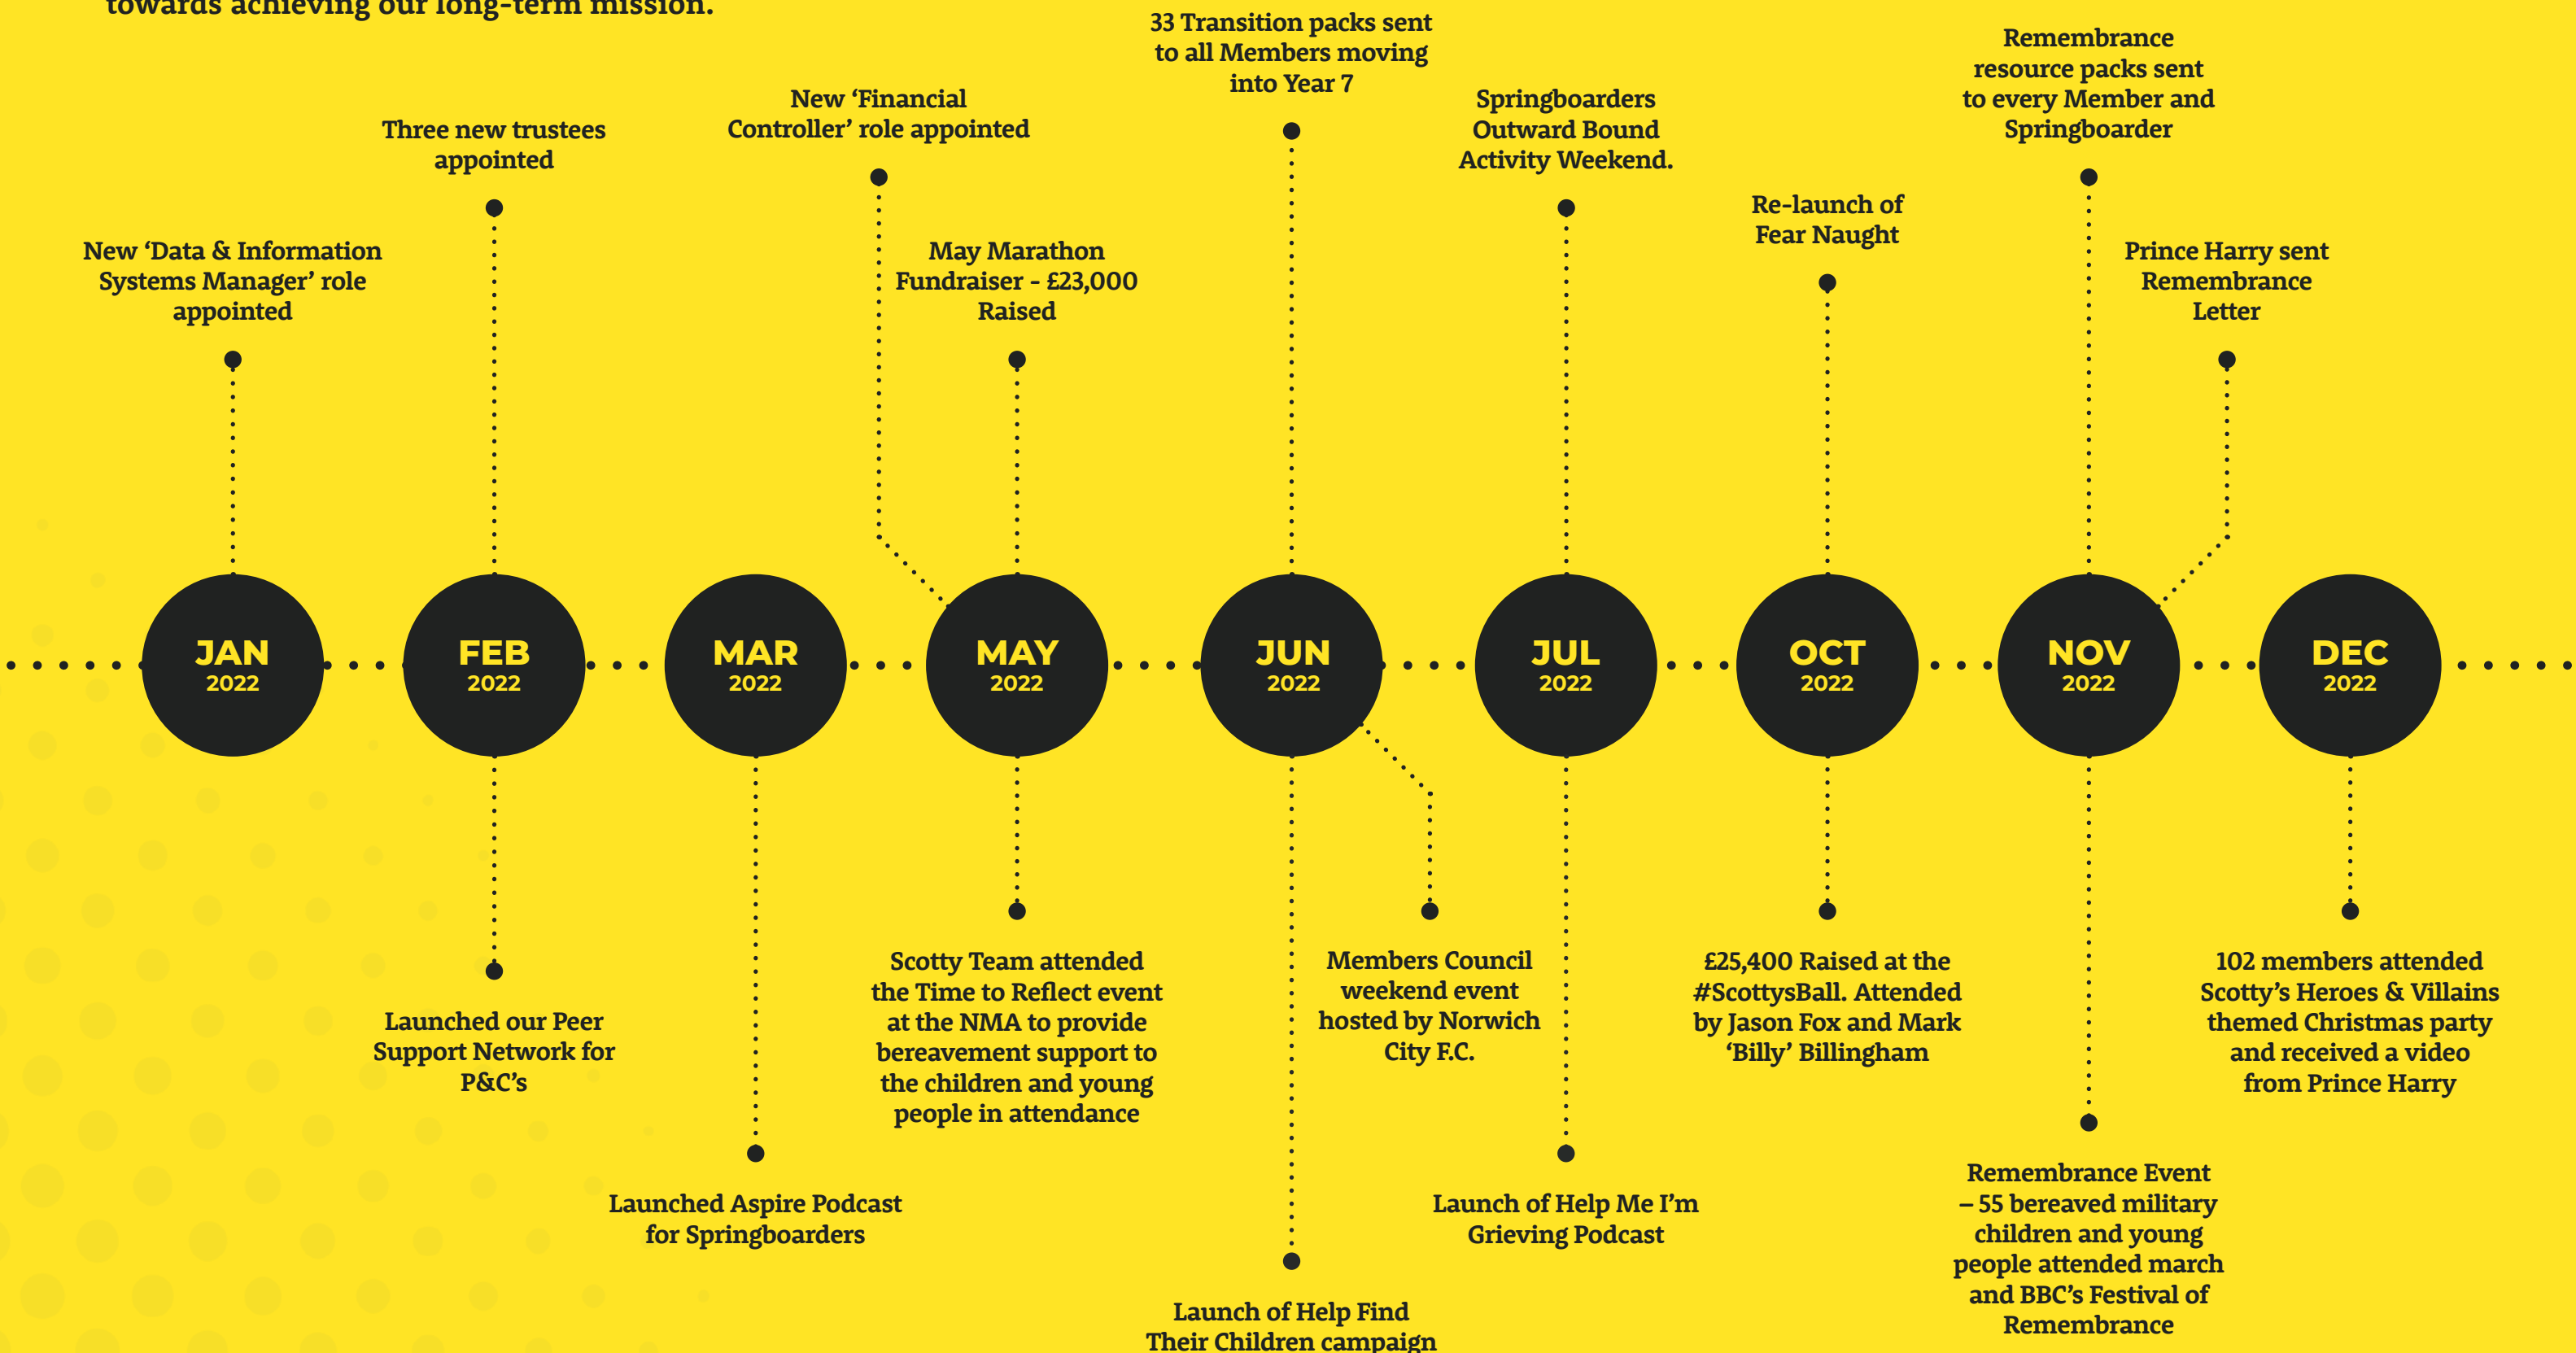 towards achieving our long-term mission.
New ‘Data & Information
Systems Manager’ role
appointed
Three new trustees
appointed
New ‘Financial
Controller’ role appointed
May Marathon
Fundraiser - £23,000
Raised
33 Transition packs sent
to all Members moving
into Year 7
Springboarders
Outward Bound
Activity Weekend.
Re-launch of
Fear Naught
Remembrance
resource packs sent
to every Member and
Springboarder
Prince Harry sent
Remembrance
Letter
JAN
2022
FEB
2022
MAR
2022
MAY
2022
JUN
2022
JUL
2022
OCT
2022
NOV
2022
DEC
2022
Launched our Peer
Support Network for
P&C’s
Launched Aspire Podcast
for Springboarders
Scotty Team attended
the Time to Reflect event
at the NMA to provide
bereavement support to
the children and young
people in attendance
Launch of Help Find
Their Children campaign
Members Council
weekend event
hosted by Norwich
City F.C.
Launch of Help Me I’m
Grieving Podcast
£25,400 Raised at the
#ScottysBall. Attended
by Jason Fox and Mark
‘Billy’ Billingham
Remembrance Event
– 55 bereaved military
children and young
people attended march
and BBC’s Festival of
Remembrance
102 members attended
Scotty’s Heroes & Villains
themed Christmas party
and received a video
from Prince Harry